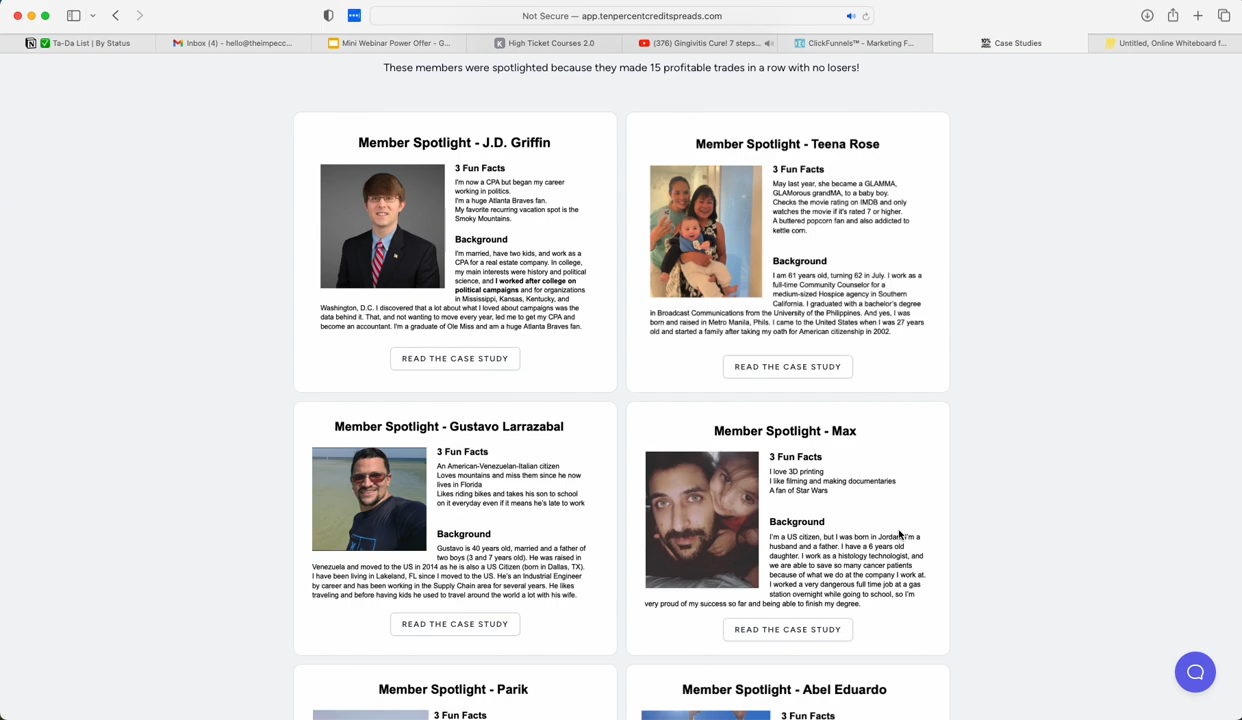 Not Secure — app.tenpercentcreditspreads.com
Ta-Da List | By Status
Inbox (4) - hello@theimpecc...
Mini Webinar Power Offer - G...
High Ticket Courses 2.0
(376) Gingivitis Cure! 7 steps...
ClickFunnels™ - Marketing F...
10%
Case Studies
Untitled, Online Whiteboard f...
These members were spotlighted because they made 15 profitable trades in a row with no losers!
Member Spotlight - J.D. Griffin
3 Fun Facts
I'm now a CPA but began my career
working in politics.
I'm a huge Atlanta Braves fan.
My favorite recurring vacation spot is the
Smoky Mountains.
Background
I'm married, have two kids, and work as a
CPA for a real estate company. In college,
my main interests were history and political
science, and I worked after college on
political campaigns and for organizations
in Mississippi, Kansas, Kentucky, and
Washington, D.C. I discovered that a lot about what I loved about campaigns was the
data behind it. That, and not wanting to move every year, led me to get my CPA and
become an accountant. I'm a graduate of Ole Miss and am a huge Atlanta Braves fan.
READ THE CASE STUDY
Member Spotlight - Teena Rose
3 Fun Facts
May last year, she became a GLAMMA,
GLAMorous grandMA, to a baby boy.
Checks the movie rating on IMDB and only
watches the movie if it's rated 7 or higher.
A buttered popcorn fan and also addicted to
kettle corn.
Background
I am 61 years old, turning 62 in July. I work as a
full-time Community Counselor for a
medium-sized Hospice agency in Southern
California. I graduated with a bachelor's degree
in Broadcast Communications from the University of the Philippines. And yes, I was
born and raised in Metro Manila, Phils. I came to the United States when I was 27 years
old and started a family after taking my oath for American citizenship in 2002.
READ THE CASE STUDY
Member Spotlight - Gustavo Larrazabal
3 Fun Facts
An American-Venezuelan-Italian citizen
Loves mountains and miss them since he now
lives in Florida
Likes riding bikes and takes his son to school
on it everyday even if it means he's late to work
Background
Gustavo is 40 years old, married and a father of
two boys (3 and 7 years old). He was raised in
Venezuela and moved to the US in 2014 as he is also a US Citizen (born in Dallas, TX).
I have been living in Lakeland, FL since I moved to the US. He's an Industrial Engineer
by career and has been working in the Supply Chain area for several years. He likes
traveling and before having kids he used to travel around the world a lot with his wife.
READ THE CASE STUDY
Member Spotlight - Max
3 Fun Facts
I love 3D printing
I like filming and making documentaries
A fan of Star Wars
Background
I'm a US citizen, but I was born in Jordan. I'm a
husband and a father. I have a 6 years old
daughter. I work as a histology technologist, and
we are able to save so many cancer patients
because of what we do at the company I work at.
I worked a very dangerous full time job at a gas
station overnight while going to school, so I'm
very proud of my success so far and being able to finish my degree.
READ THE CASE STUDY
Member Spotlight - Parik
3 Fun Facts
Member Spotlight - Abel Eduardo
3 Fun Facts